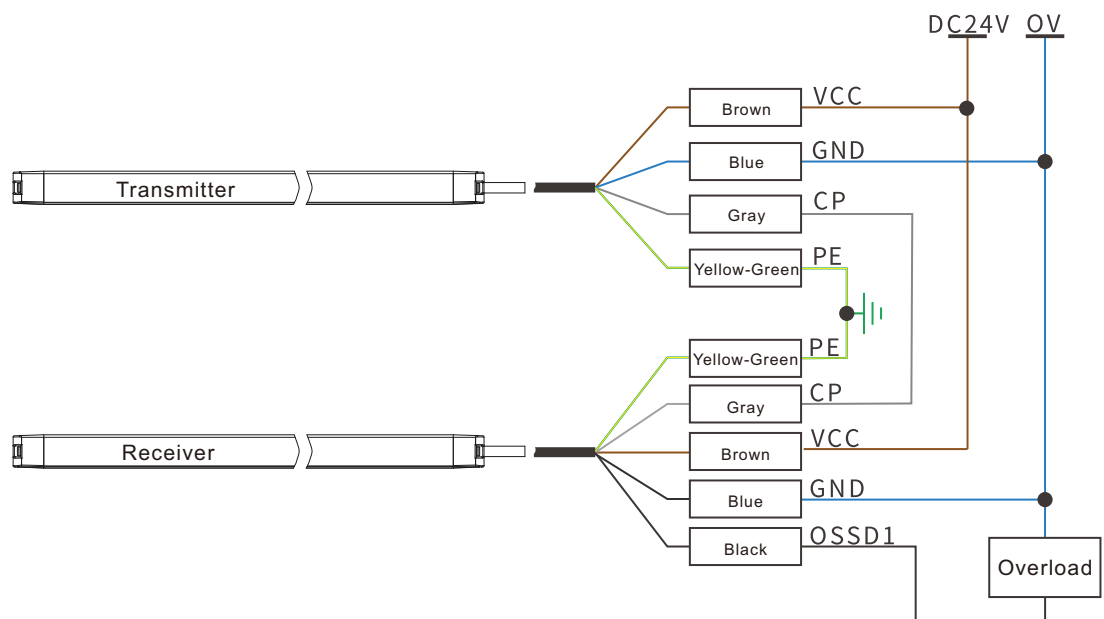 DC24V OV
Brown VCC
Blue GND
Transmitter
Gray CP
Yellow-Green PE
Yellow-Green PE
Gray CP
Receiver
Brown VCC
Blue GND
Black OSSD1
Overload